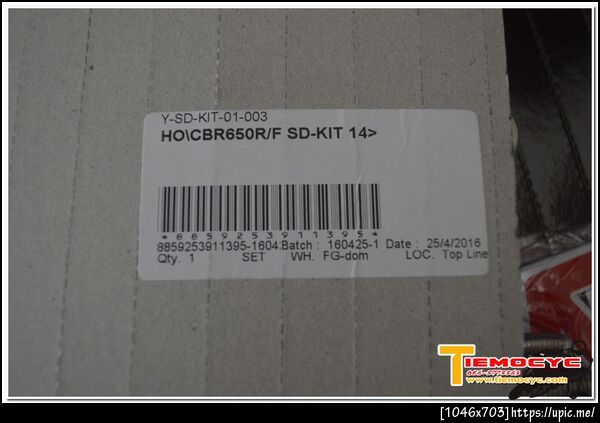 Y-SD-KIT-01-003
HO\CBR650R/F SD-KIT 14>
*8859253911395*
8859253911395-1604. Batch : 160425-1 Date : 25/4/2016
Qty. 1 SET WH. FG-dom LOC. Top Line
TIEMOCYC
www.tiemocyc.com
[1046x703]https://upic.me/